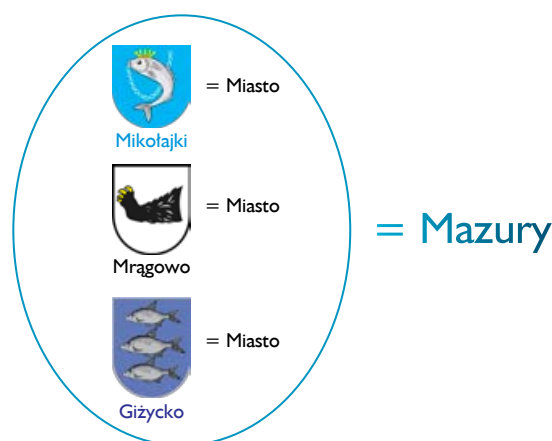 = Miasto
Mikołajki
= Miasto
Mrągowo
= Miasto
Giżycko
= Mazury